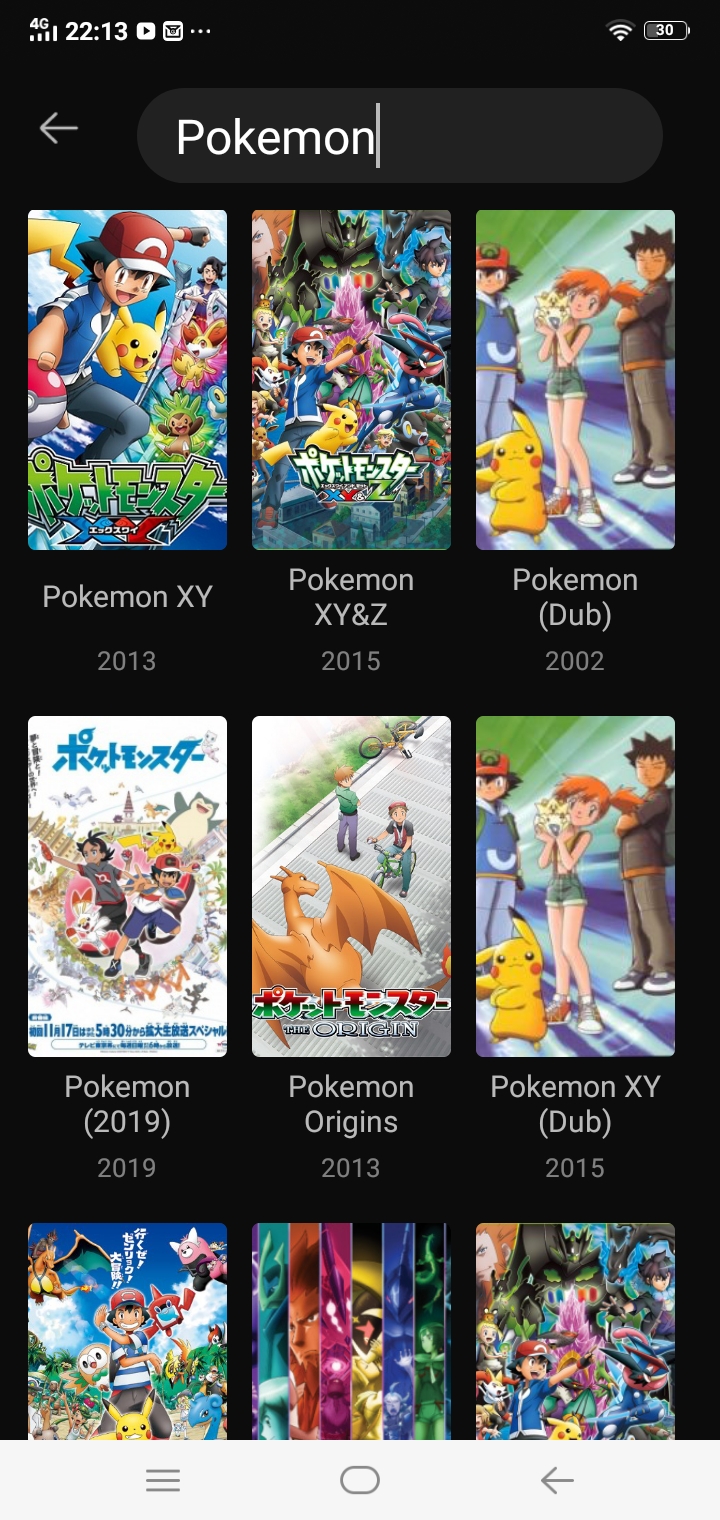 4G 22:13 30
Pokemon
ポケットモンスター
エックスワイ
XY
ポケットモンスター
XY&Z
Pokemon XY
Pokemon
XY&Z
Pokemon
(Dub)
2013
2015
2002
ポケットモンスター
初回11月17日は夕5時30分から拡大生放送スペシャル
ポケットモンスター
THE ORIGIN
Pokemon
(2019)
Pokemon
Origins
Pokemon XY
(Dub)
2019
2013
2015
行くぜ!
ゼンリョク!
大冒険!!